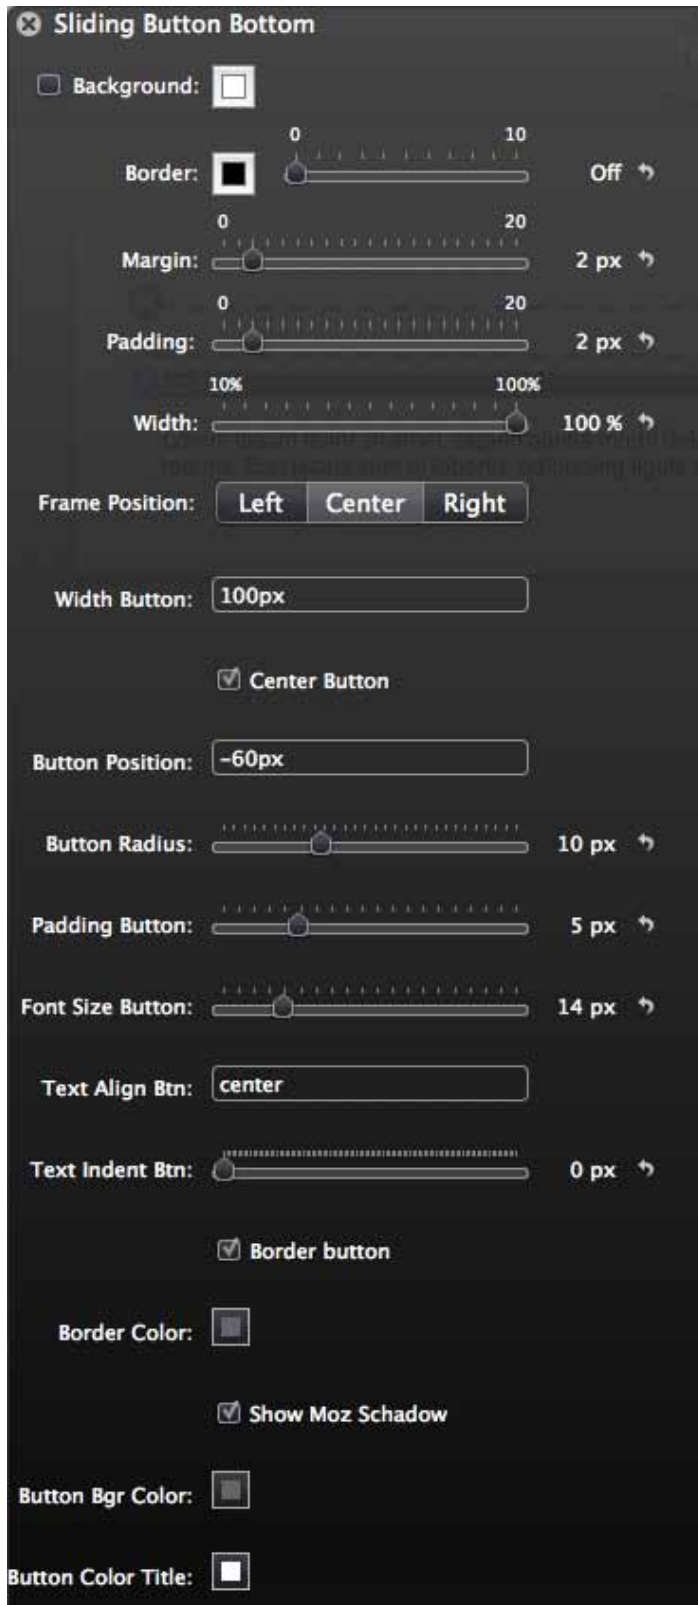 Sliding Button Bottom
Background:
0 10
Border: Off
0 20
Margin: 2 px
0 20
Padding: 2 px
10% 100%
Width: 100 %
Frame Position: Left Center Right
Width Button: 100px
Center Button
Button Position: -60px
Button Radius: 10 px
Padding Button: 5 px
Font Size Button: 14 px
Text Align Btn: center
Text Indent Btn: 0 px
Border button
Border Color:
Show Moz Schadow
Button Bgr Color:
Button Color Title: